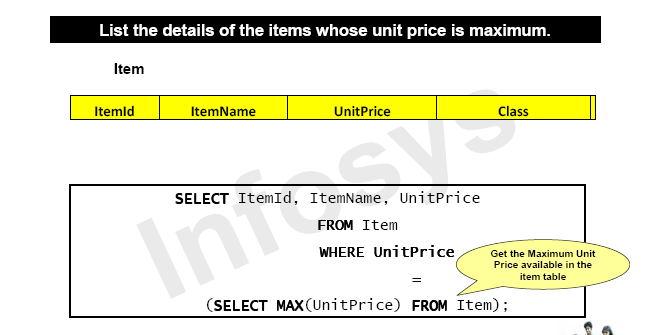 List the details of the items whose unit price is maximum.
Item
ItemId ItemName UnitPrice Class
Infosys
SELECT ItemId, ItemName, UnitPrice
FROM Item
WHERE UnitPrice
=
(SELECT MAX(UnitPrice) FROM Item);
Get the Maximum Unit
Price available in the
item table